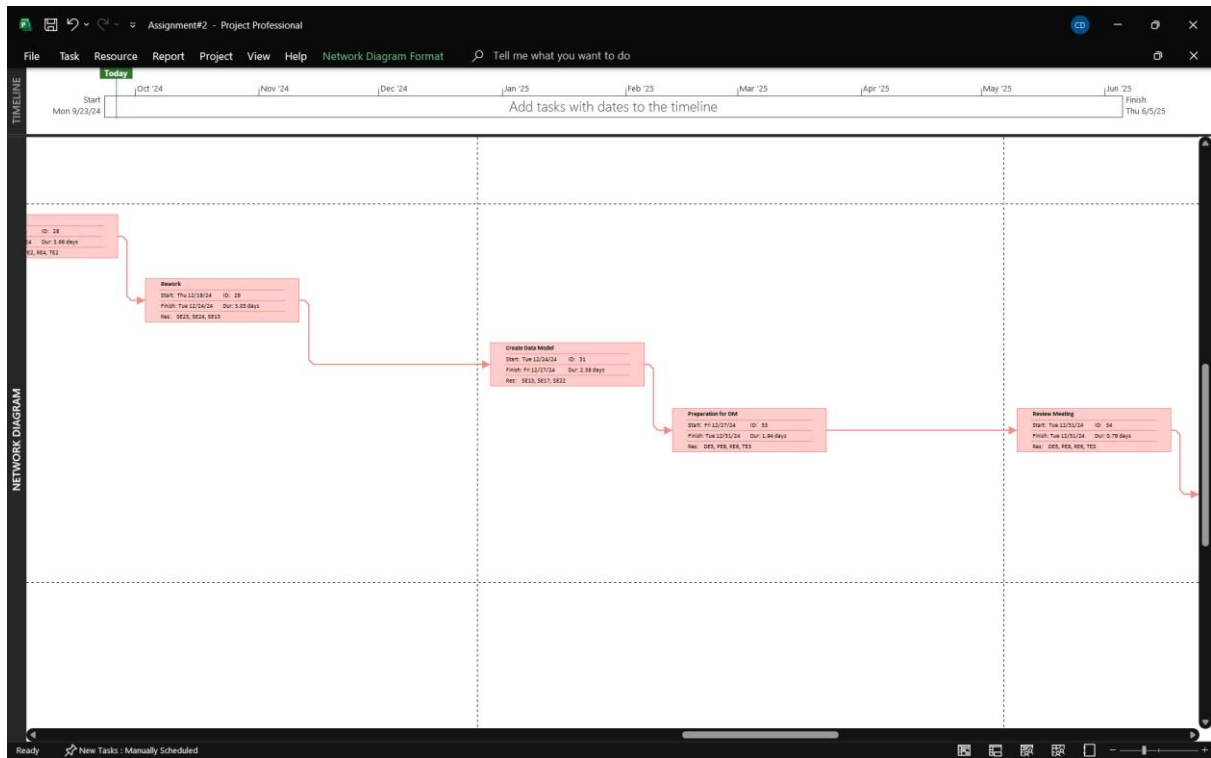 Assignment#2 - Project Professional
CD
File Task Resource Report Project View Help Network Diagram Format Tell me what you want to do
TIMELINE
Today
Oct '24 Nov '24 Dec '24 Jan '25 Feb '25 Mar '25 Apr '25 May '25 Jun '25
Start
Mon 9/23/24
Add tasks with dates to the timeline
Finish
Thu 6/5/25
NETWORK DIAGRAM
ID: 28
Dur: 3.66 days
RE4, TE2
Rework
Start: Thu 12/19/24 ID: 29
Finish: Tue 12/24/24 Dur: days
Res: SE23, SE24, SE15
Create Data Model
Start: Tue 12/24/24 ID: 31
Finish: Fri 12/27/24 Dur: 2.38 days
Res: SE13, SE17, SE22
Preparation for DM
Start: Fri 12/27/24 ID: 33
Finish: Tue 12/31/24 Dur: 1.94 days
Res: DE5, PE8, RE6, TE3
Review Meeting
Start: Tue 12/31/24 ID: 34
Finish: Tue 12/31/24 Dur: 0.78 days
Res: DE5, PE8, RE6, TE3
Ready New Tasks : Manually Scheduled